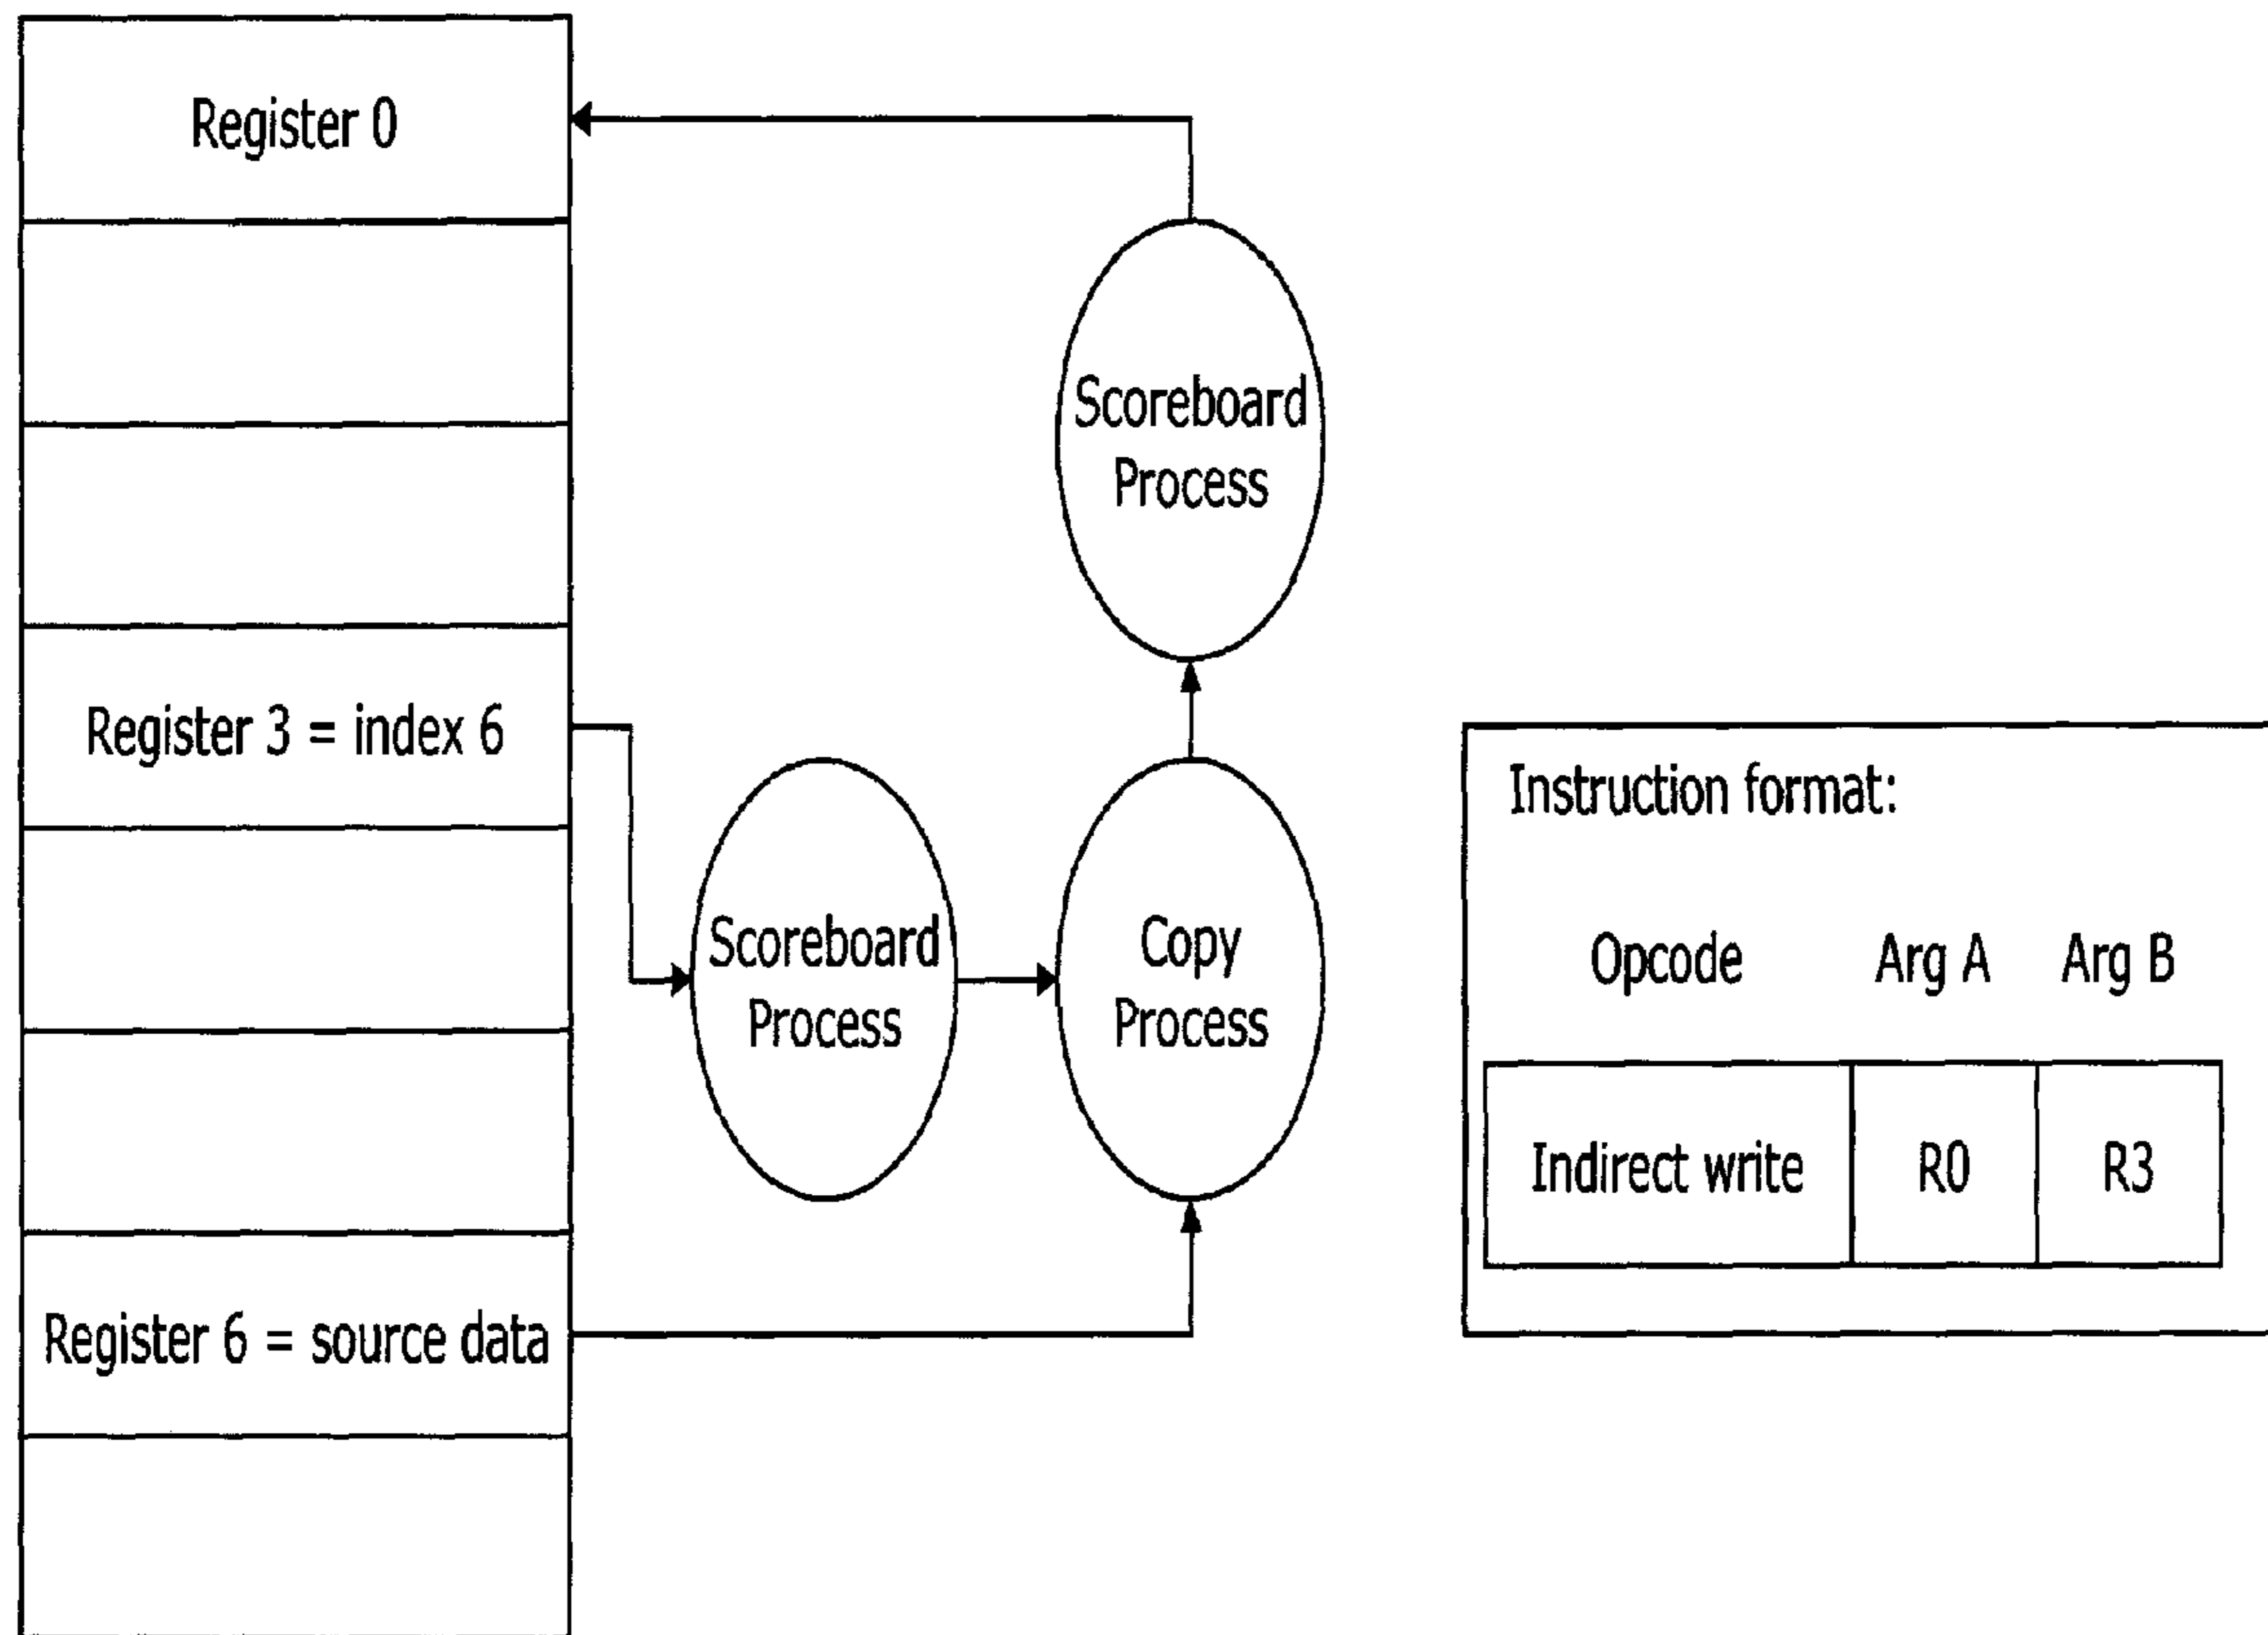 Register 0
Scoreboard
Process
Register 3 = index 6
Scoreboard
Process
Copy
Process
Register 6 = source data
Instruction format:
Opcode Arg A Arg B
Indirect write R0 R3